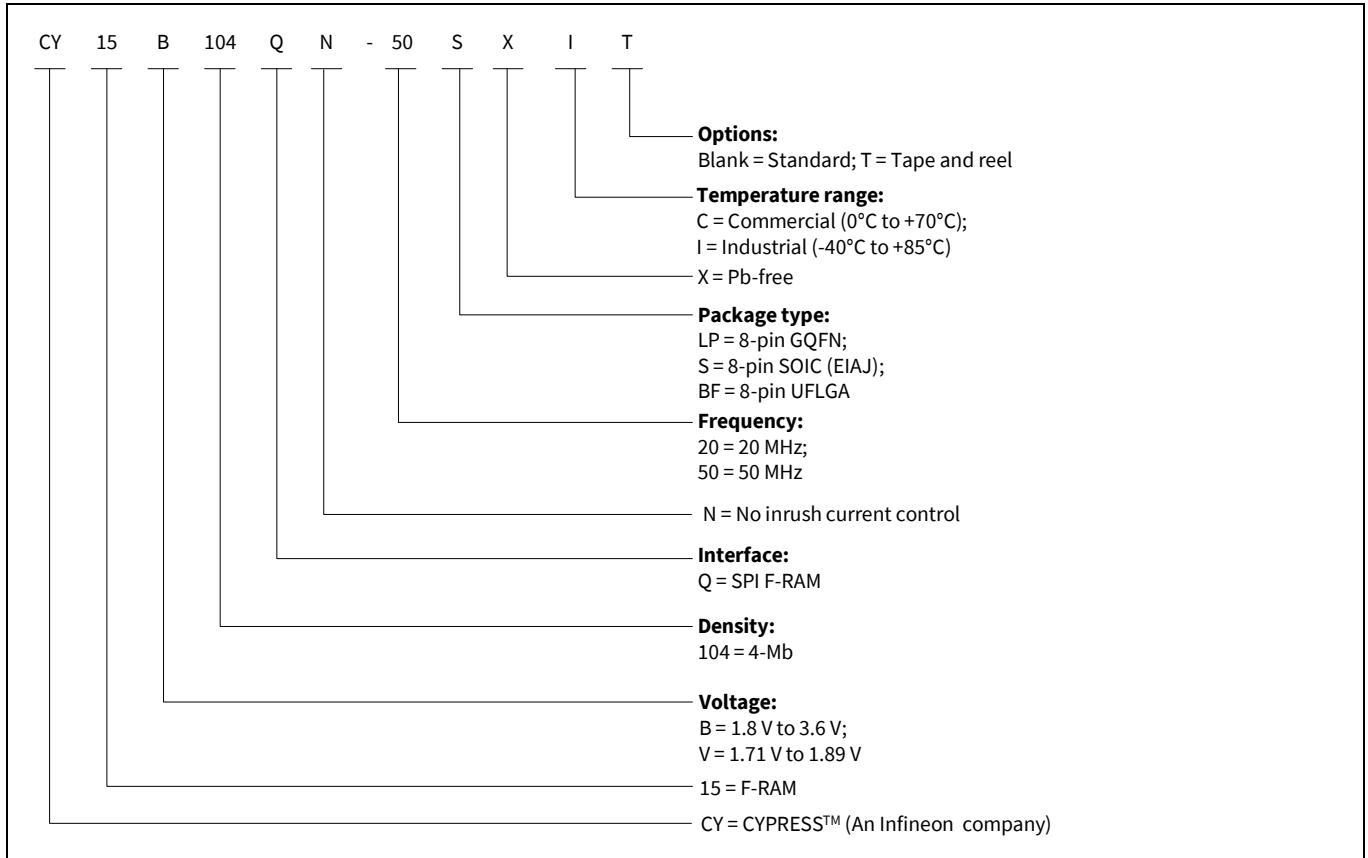 CY 15 B 104 Q N - 50 S X I T
Options:
Blank = Standard; T = Tape and reel
Temperature range:
C = Commercial (0°C to +70°C);
I = Industrial (-40°C to +85°C)
X = Pb-free
Package type:
LP = 8-pin GQFN;
S = 8-pin SOIC (EIAJ);
BF = 8-pin UFLGA
Frequency:
20 = 20 MHz;
50 = 50 MHz
N = No inrush current control
Interface:
Q = SPI F-RAM
Density:
104 = 4-Mb
Voltage:
B = 1.8 V to 3.6 V;
V = 1.71 V to 1.89 V
15 = F-RAM
CY = CYPRESS™ (An Infineon company)